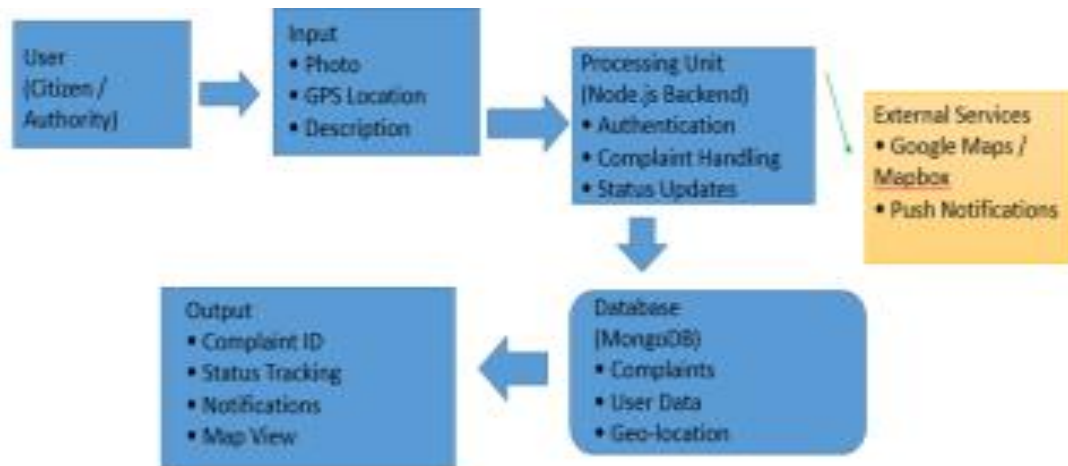 User
(Citizen /
Authority)
Input
▪ Photo
▪ GPS Location
▪ Description
Processing Unit
(Node.js Backend)
▪ Authentication
▪ Complaint Handling
▪ Status Updates
External Services
▪ Google Maps /
Mapbox
▪ Push Notifications
Database
(MongoDB)
▪ Complaints
▪ User Data
▪ Geo-location
Output
▪ Complaint ID
▪ Status Tracking
▪ Notifications
▪ Map View